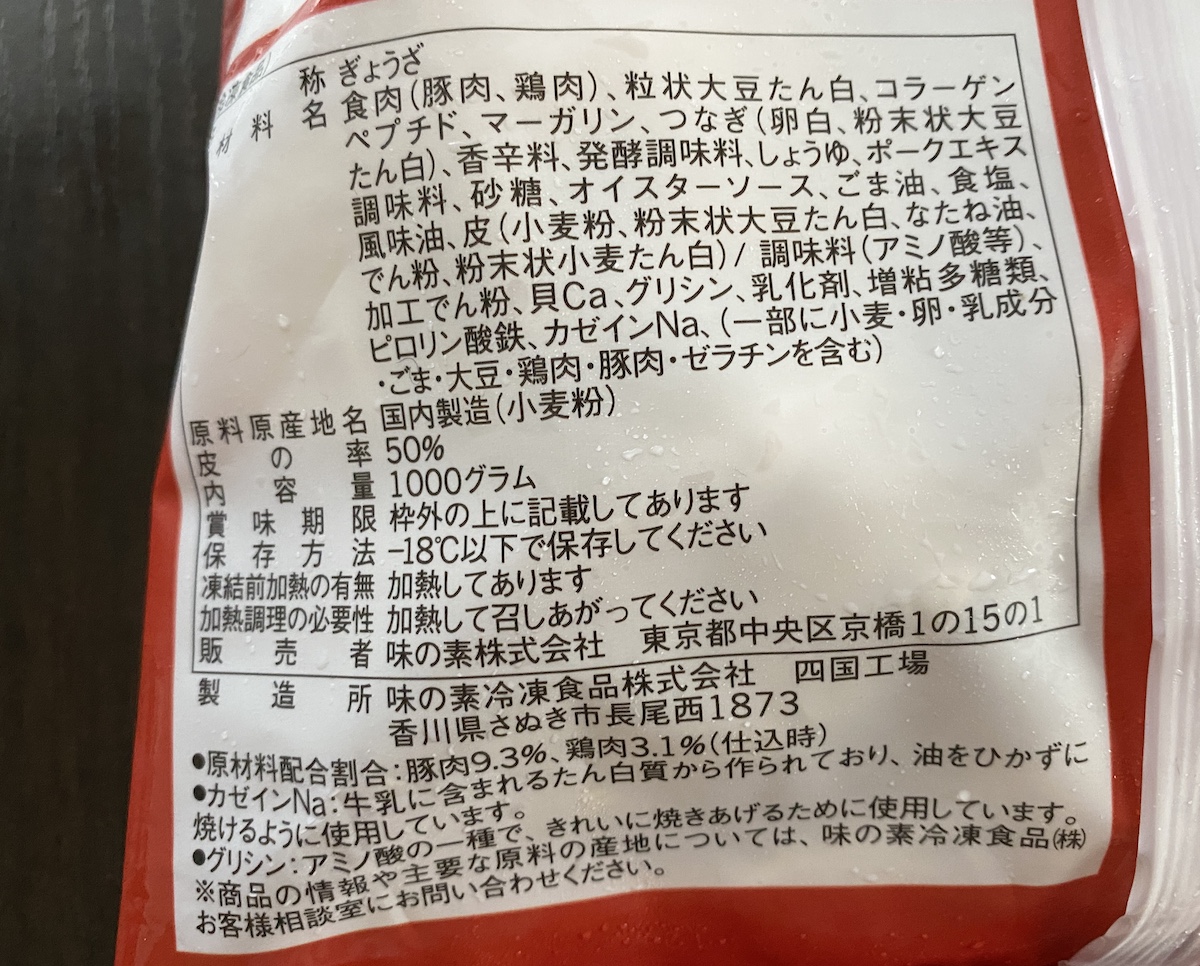 名称 ぎょうざ
材料名 食肉(豚肉、鶏肉)、粒状大豆たん白、コラーゲン
ペプチド、マーガリン、つなぎ(卵白、粉末状大豆
たん白)、香辛料、発酵調味料、しょうゆ、ポークエキス
調味料、砂糖、オイスターソース、ごま油、食塩、
風味油、皮(小麦粉、粉末状大豆たん白、なたね油、
でん粉、粉末状小麦たん白)/調味料(アミノ酸等)、
加工でん粉、貝Ca、グリシン、乳化剤、増粘多糖類、
ピロリン酸鉄、カゼインNa、(一部に小麦・卵・乳成分
・ごま・大豆・鶏肉・豚肉・ゼラチンを含む)
原料原産地名 国内製造(小麦粉)
皮の率 50%
内容量 1000グラム
賞味期限 枠外の上に記載してあります
保存方法 -18℃以下で保存してください
凍結前加熱の有無 加熱してあります
加熱調理の必要性 加熱して召しあがってください
販売者 味の素株式会社 東京都中央区京橋1の15の1
製造所 味の素冷凍食品株式会社 四国工場
香川県さぬき市長尾西1873
●原材料配合割合:豚肉9.3%、鶏肉3.1%(仕込時)
●カゼインNa:牛乳に含まれるたん白質から作られており、油をひかずに
焼けるように使用しています。
●グリシン:アミノ酸の一種で、きれいに焼きあげるために使用しています。
※商品の情報や主要な原料の産地については、味の素冷凍食品(株)
お客様相談室にお問い合わせください。